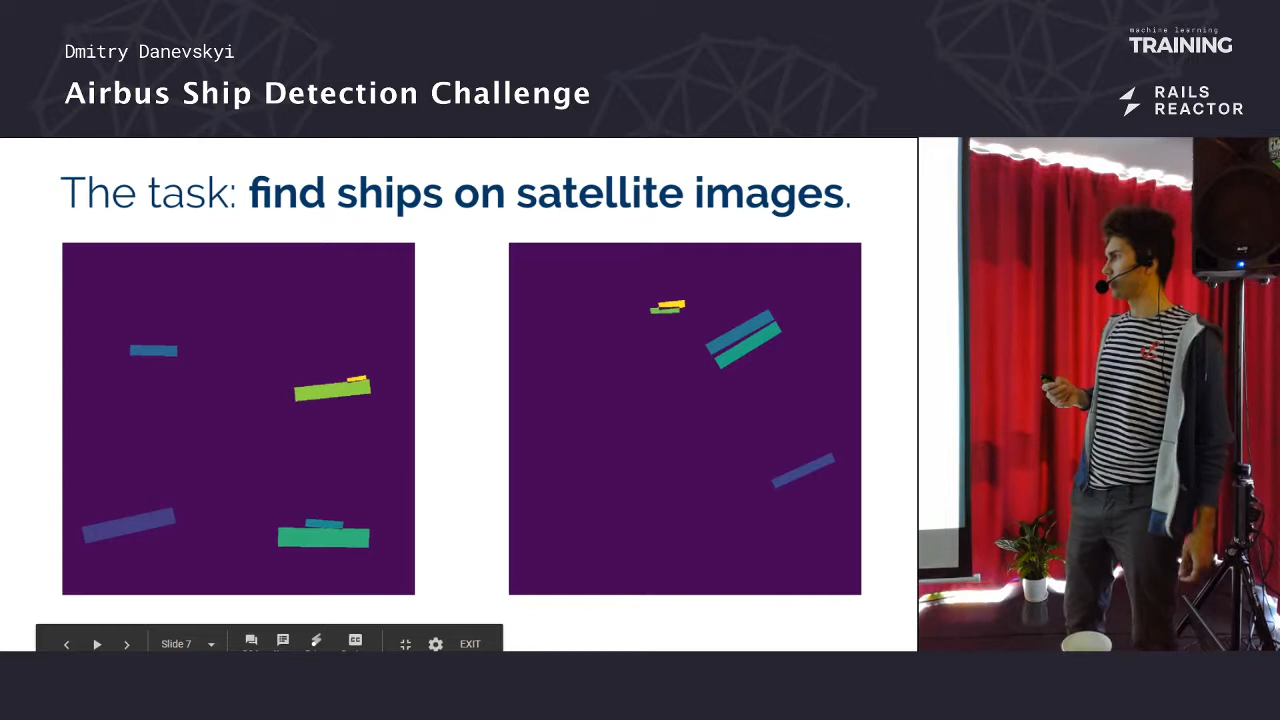 Dmitry Danevskyi
Airbus Ship Detection Challenge
machine learning
TRAINING
RAILS
REACTOR
The task: find ships on satellite images.
Slide 7
EXIT